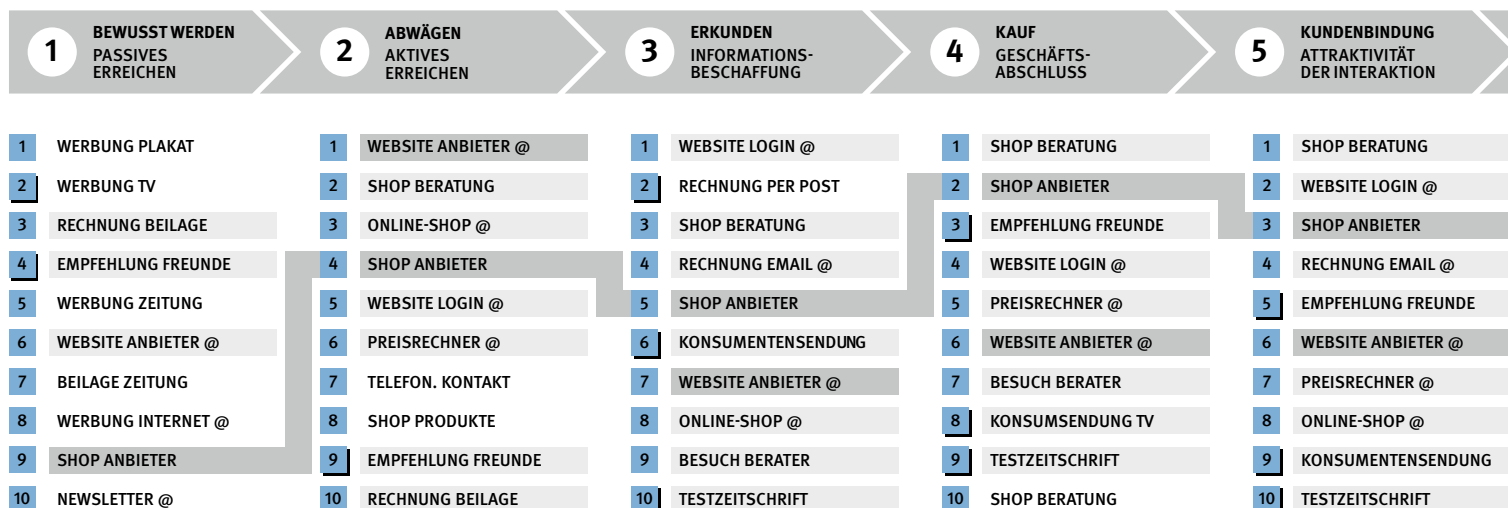 1
BEWUSST WERDEN
PASSIVES
ERREICHEN
2
ABWÄGEN
AKTIVES
ERREICHEN
3
ERKUNDEN
INFORMATIONS-
BESCHAFFUNG
4
KAUF
GESCHÄFTS-
ABSCHLUSS
5
KUNDENBINDUNG
ATTRAKTIVITÄT
DER INTERAKTION
1 WERBUNG PLAKAT
2 WERBUNG TV
3 RECHNUNG BEILAGE
4 EMPFEHLUNG FREUNDE
5 WERBUNG ZEITUNG
6 WEBSITE ANBIETER @
7 BEILAGE ZEITUNG
8 WERBUNG INTERNET @
9 SHOP ANBIETER
10 NEWSLETTER @
1 WEBSITE ANBIETER @
2 SHOP BERATUNG
3 ONLINE-SHOP @
4 SHOP ANBIETER
5 WEBSITE LOGIN @
6 PREISRECHNER @
7 TELEFON. KONTAKT
8 SHOP PRODUKTE
9 EMPFEHLUNG FREUNDE
10 RECHNUNG BEILAGE
1 WEBSITE LOGIN @
2 RECHNUNG PER POST
3 SHOP BERATUNG
4 RECHNUNG EMAIL @
5 SHOP ANBIETER
6 KONSUMENTENSENDUNG
7 WEBSITE ANBIETER @
8 ONLINE-SHOP @
9 BESUCH BERATER
10 TESTZEITSCHRIFT
1 SHOP BERATUNG
2 SHOP ANBIETER
3 EMPFEHLUNG FREUNDE
4 WEBSITE LOGIN @
5 PREISRECHNER @
6 WEBSITE ANBIETER @
7 BESUCH BERATER
8 KONSUMSENDUNG TV
9 TESTZEITSCHRIFT
10 SHOP BERATUNG
1 SHOP BERATUNG
2 WEBSITE LOGIN @
3 SHOP ANBIETER
4 RECHNUNG EMAIL @
5 EMPFEHLUNG FREUNDE
6 WEBSITE ANBIETER @
7 PREISRECHNER @
8 ONLINE-SHOP @
9 KONSUMENTENSENDUNG
10 TESTZEITSCHRIFT